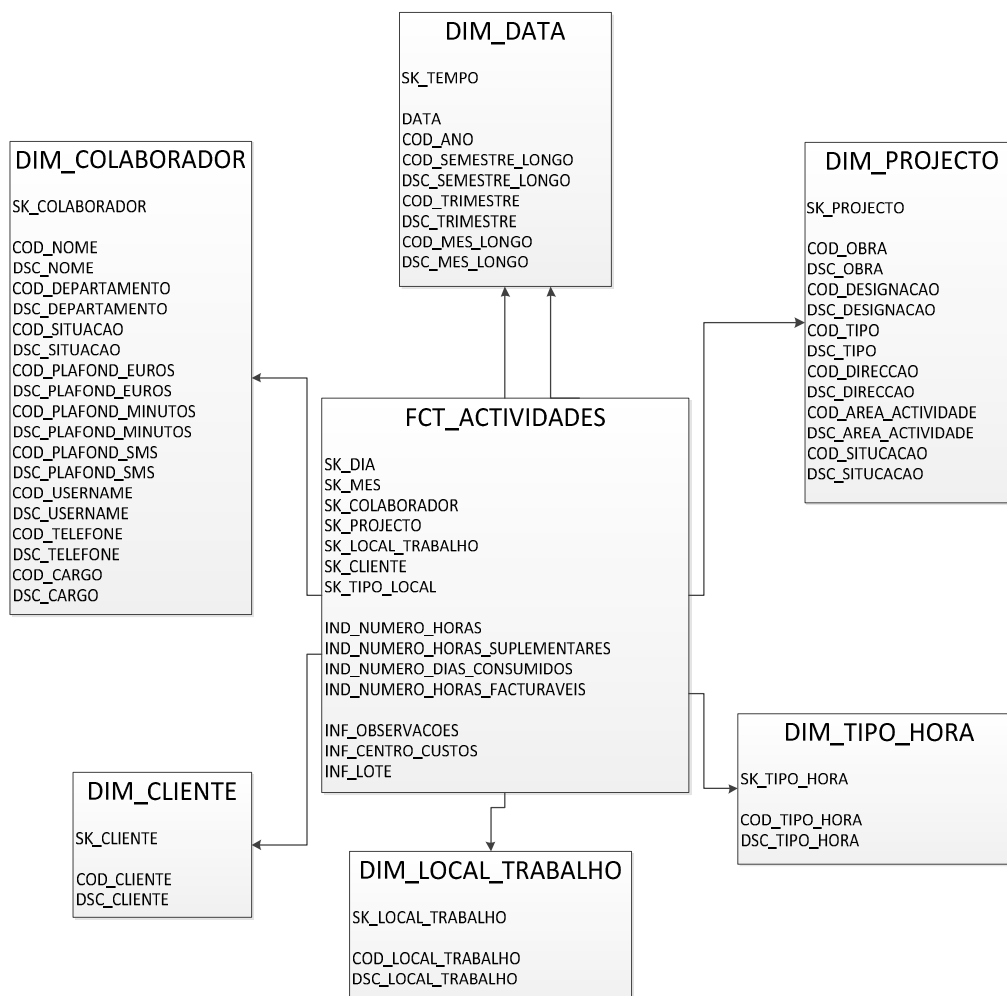 DIM_DATA
SK_TEMPO
DATA
COD_ANO
COD_SEMESTRE_LONGO
DSC_SEMESTRE_LONGO
COD_TRIMESTRE
DSC_TRIMESTRE
COD_MES_LONGO
DSC_MES_LONGO
DIM_COLABORADOR
SK_COLABORADOR
COD_NOME
DSC_NOME
COD_DEPARTAMENTO
DSC_DEPARTAMENTO
COD_SITUACAO
DSC_SITUACAO
COD_PLAFOND_EUROS
DSC_PLAFOND_EUROS
COD_PLAFOND_MINUTOS
DSC_PLAFOND_MINUTOS
COD_PLAFOND_SMS
DSC_PLAFOND_SMS
COD_USERNAME
DSC_USERNAME
COD_TELEFONE
DSC_TELEFONE
COD_CARGO
DSC_CARGO
DIM_PROJECTO
SK_PROJECTO
COD_OBRA
DSC_OBRA
COD_DESIGNACAO
DSC_DESIGNACAO
COD_TIPO
DSC_TIPO
COD_DIRECCAO
DSC_DIRECCAO
COD_AREA_ACTIVIDADE
DSC_AREA_ACTIVIDADE
COD_SITUCACAO
DSC_SITUCACAO
FCT_ACTIVIDADES
SK_DIA
SK_MES
SK_COLABORADOR
SK_PROJECTO
SK_LOCAL_TRABALHO
SK_CLIENTE
SK_TIPO_LOCAL
IND_NUMERO_HORAS
IND_NUMERO_HORAS_SUPLEMENTARES
IND_NUMERO_DIAS_CONSUMIDOS
IND_NUMERO_HORAS_FACTURAVEIS
INF_OBSERVACOES
INF_CENTRO_CUSTOS
INF_LOTE
DIM_TIPO_HORA
SK_TIPO_HORA
COD_TIPO_HORA
DSC_TIPO_HORA
DIM_CLIENTE
SK_CLIENTE
COD_CLIENTE
DSC_CLIENTE
DIM_LOCAL_TRABALHO
SK_LOCAL_TRABALHO
COD_LOCAL_TRABALHO
DSC_LOCAL_TRABALHO